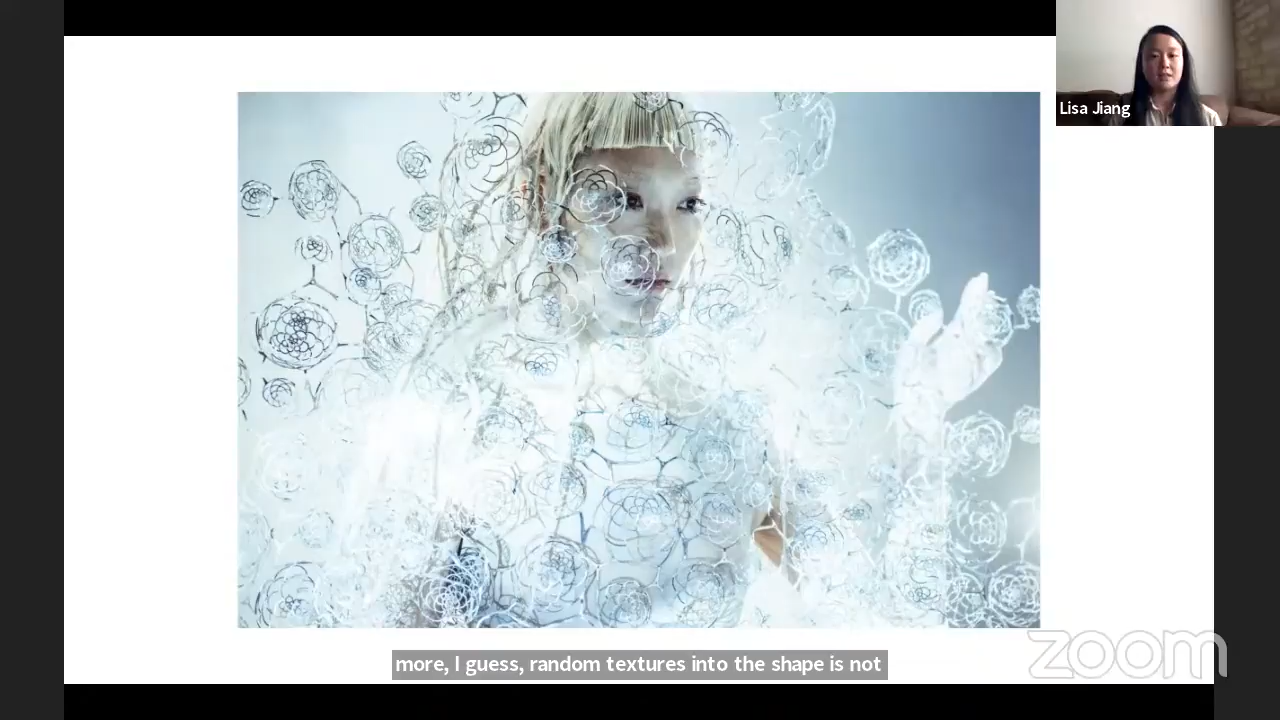 Lisa Jiang
more, I guess, random textures into the shape is not
zoom